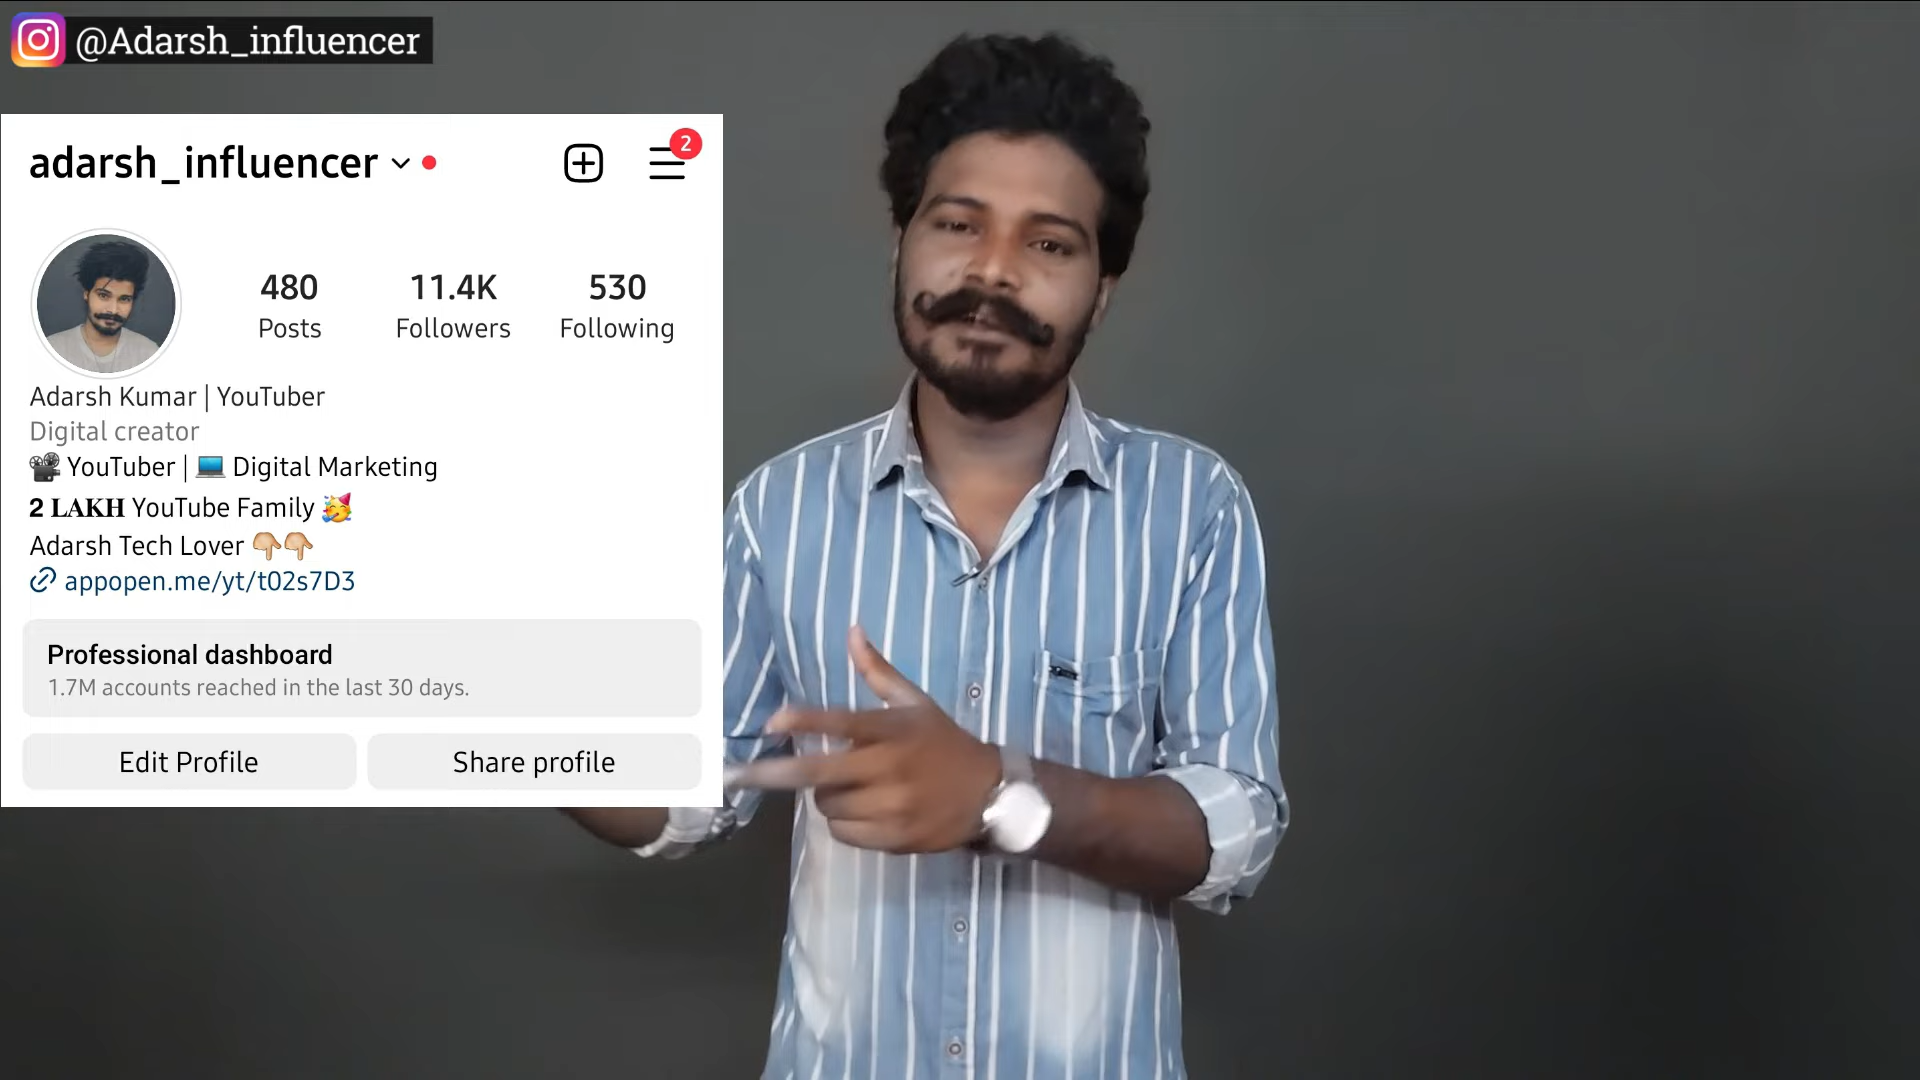 @Adarsh_influencer
adarsh_influencer
2
480
11.4K
530
Posts
Followers
Following
Adarsh Kumar | YouTuber
Digital creator
🎥 YouTuber | 💻 Digital Marketing
2 LAKH YouTube Family 🥳
Adarsh Tech Lover 👇🏼👇🏼
appopen.me/yt/t02s7D3
Professional dashboard
1.7M accounts reached in the last 30 days.
Edit Profile
Share profile